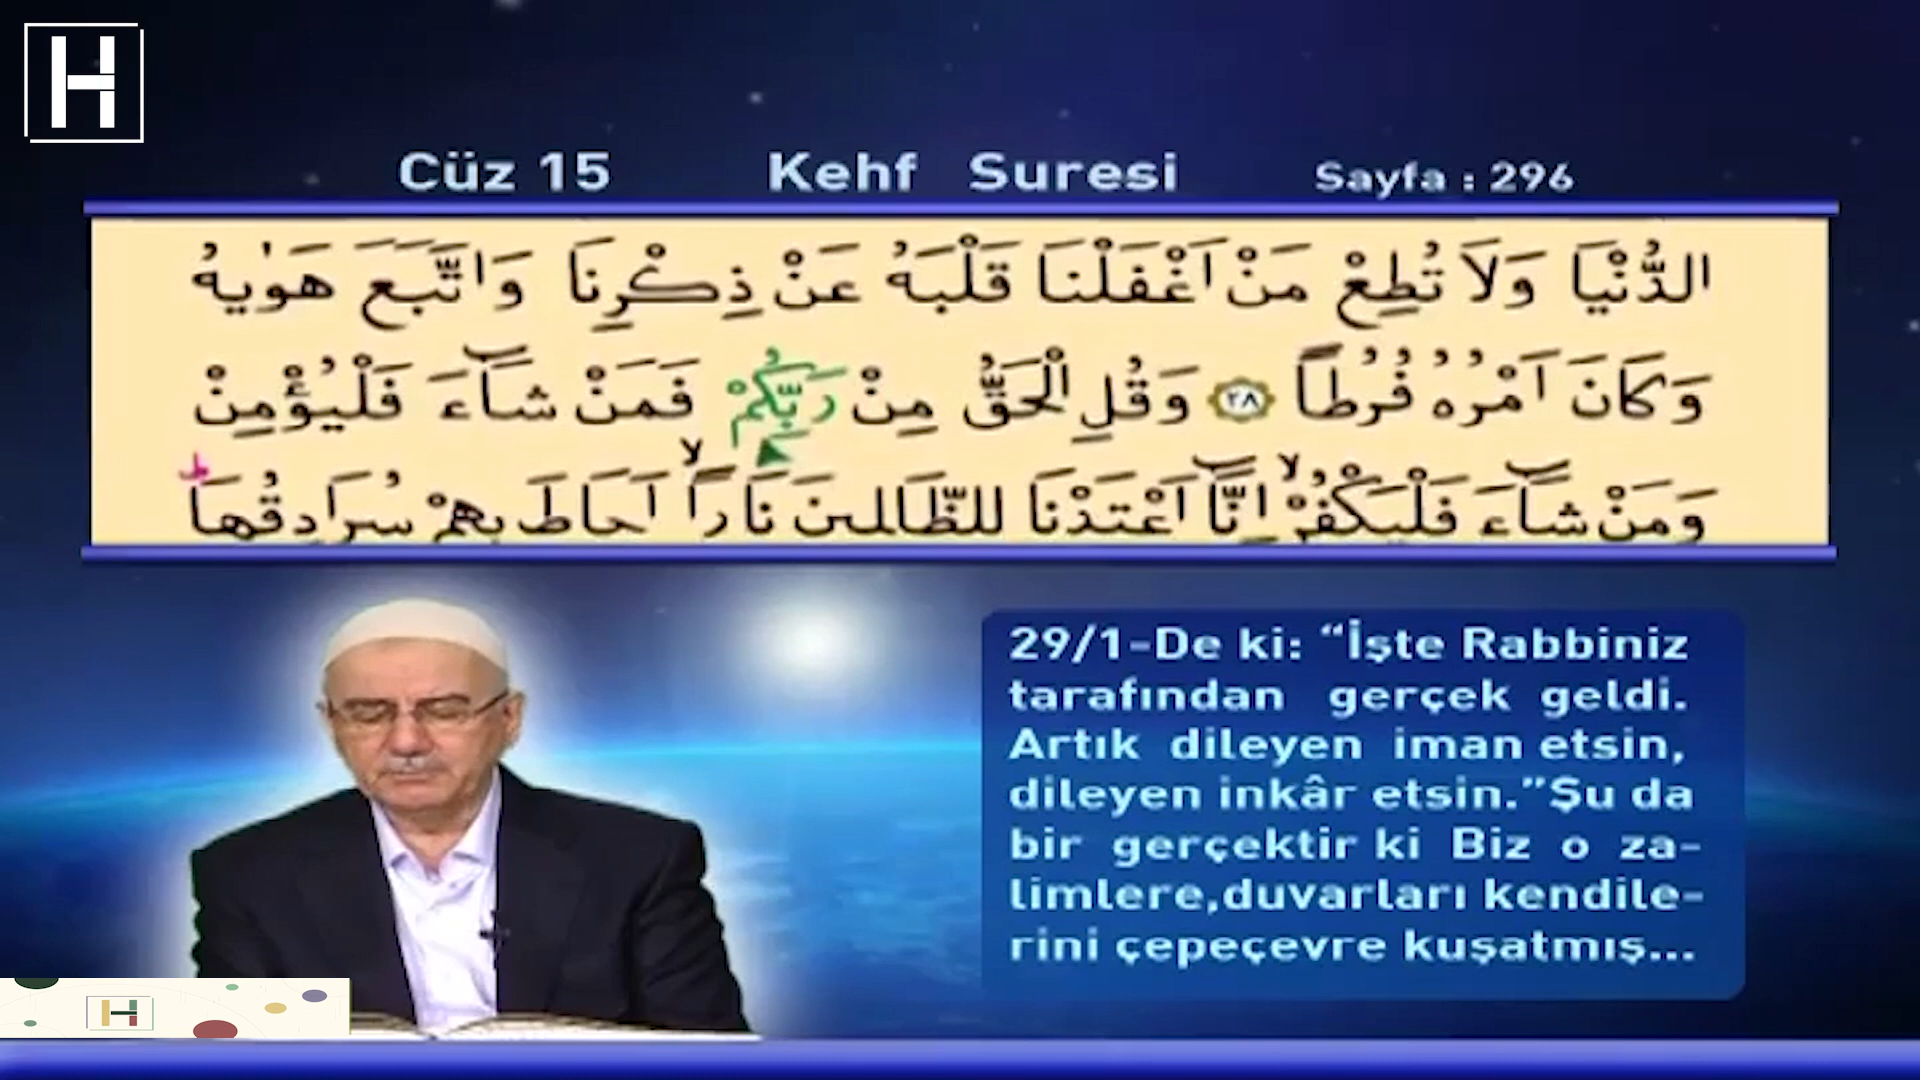 H
Cüz 15 Kehf Suresi Sayfa : 296
الدُّنْيَا وَلَا تُطِعْ مَنْ اَغْفَلْنَا قَلْبَهُ عَنْ ذِكْرِنَا وَاتَّبَعَ هَوٰيهُ
وَكَانَ اَمْرُهُ فُرُطاً ٢٨ وَقُلِ الْحَقُّ مِنْ رَبِّكُمْ فَمَنْ شَٓاءَ فَلْيُؤْمِنْ
وَمَنْ شَٓاءَ فَلْيَكْفُرْۙ اِنَّٓا اَعْتَدْنَا لِلظَّالِمِينَ نَاراًۙ اَحَاطَ بِهِمْ سُرَادِقُهَاۜ
29/1-De ki: “İşte Rabbiniz
tarafından gerçek geldi.
Artık dileyen iman etsin,
dileyen inkâr etsin.”Şu da
bir gerçektir ki Biz o za-
limlere,duvarları kendile-
rini çepeçevre kuşatmış...
H